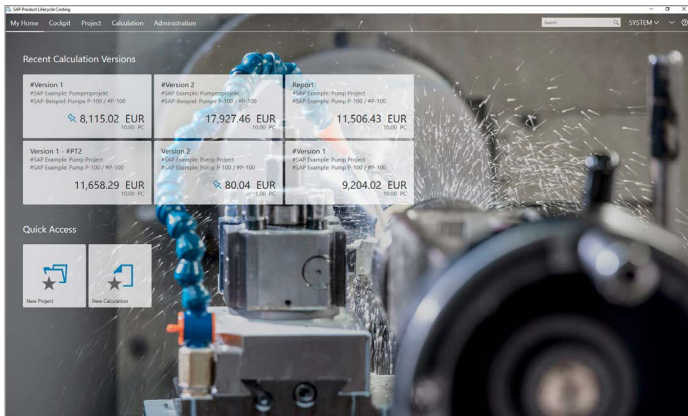 SAP Product Lifecycle Costing
My Home Cockpit Project Calculation Administration
Search
SYSTEM
Recent Calculation Versions
#Version 1
#SAP Example: Pumpenprojekt
#SAP-Beispiel: Pumpe P-100 / #P-100
8,115.02 EUR
10.00 PC
#Version 2
#SAP Example: Pumpenprojekt
#SAP-Beispiel: Pumpe P-100 / #P-100
17,927.46 EUR
10.00 PC
Report
#SAP Example: Pump Project
#SAP Example: Pump P-100 / #P-100
11,506.43 EUR
10.00 PC
Version 1 - #PT2
#SAP Example: Pump Project
#SAP Example: Pump P-100 / #P-100
11,658.29 EUR
10.00 PC
Version 2
#SAP Example: Pump Project
#SAP Example: Pump P-100 / #P-100
80.04 EUR
1.00 PC
#Version 1
#SAP Example: Pump Project
#SAP Example: Pump P-100 / #P-100
9,204.02 EUR
10.00 PC
Quick Access
New Project
New Calculation